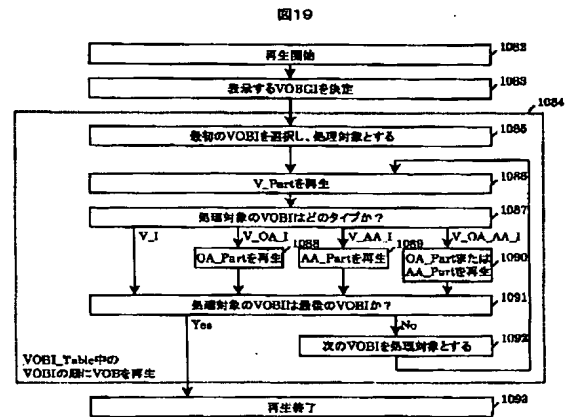 図19
再生開始
1082
表示するVOBGIを決定
1083
1084
最初のVOBIを選択し、処理対象とする
1085
V_Partを再生
1086
処理対象のVOBIはどのタイプか?
1087
V_I
V_OA_I
1088
V_AA_I
1089
V_OA_AA_I
OA_Partを再生
AA_Partを再生
OA_Partまたは
AA_Partを再生
1090
処理対象のVOBIは最後のVOBIか?
1091
Yes
No
1092
次のVOBIを処理対象とする
VOBI_Table中の
VOBIの順にVOBを再生
再生終了
1093